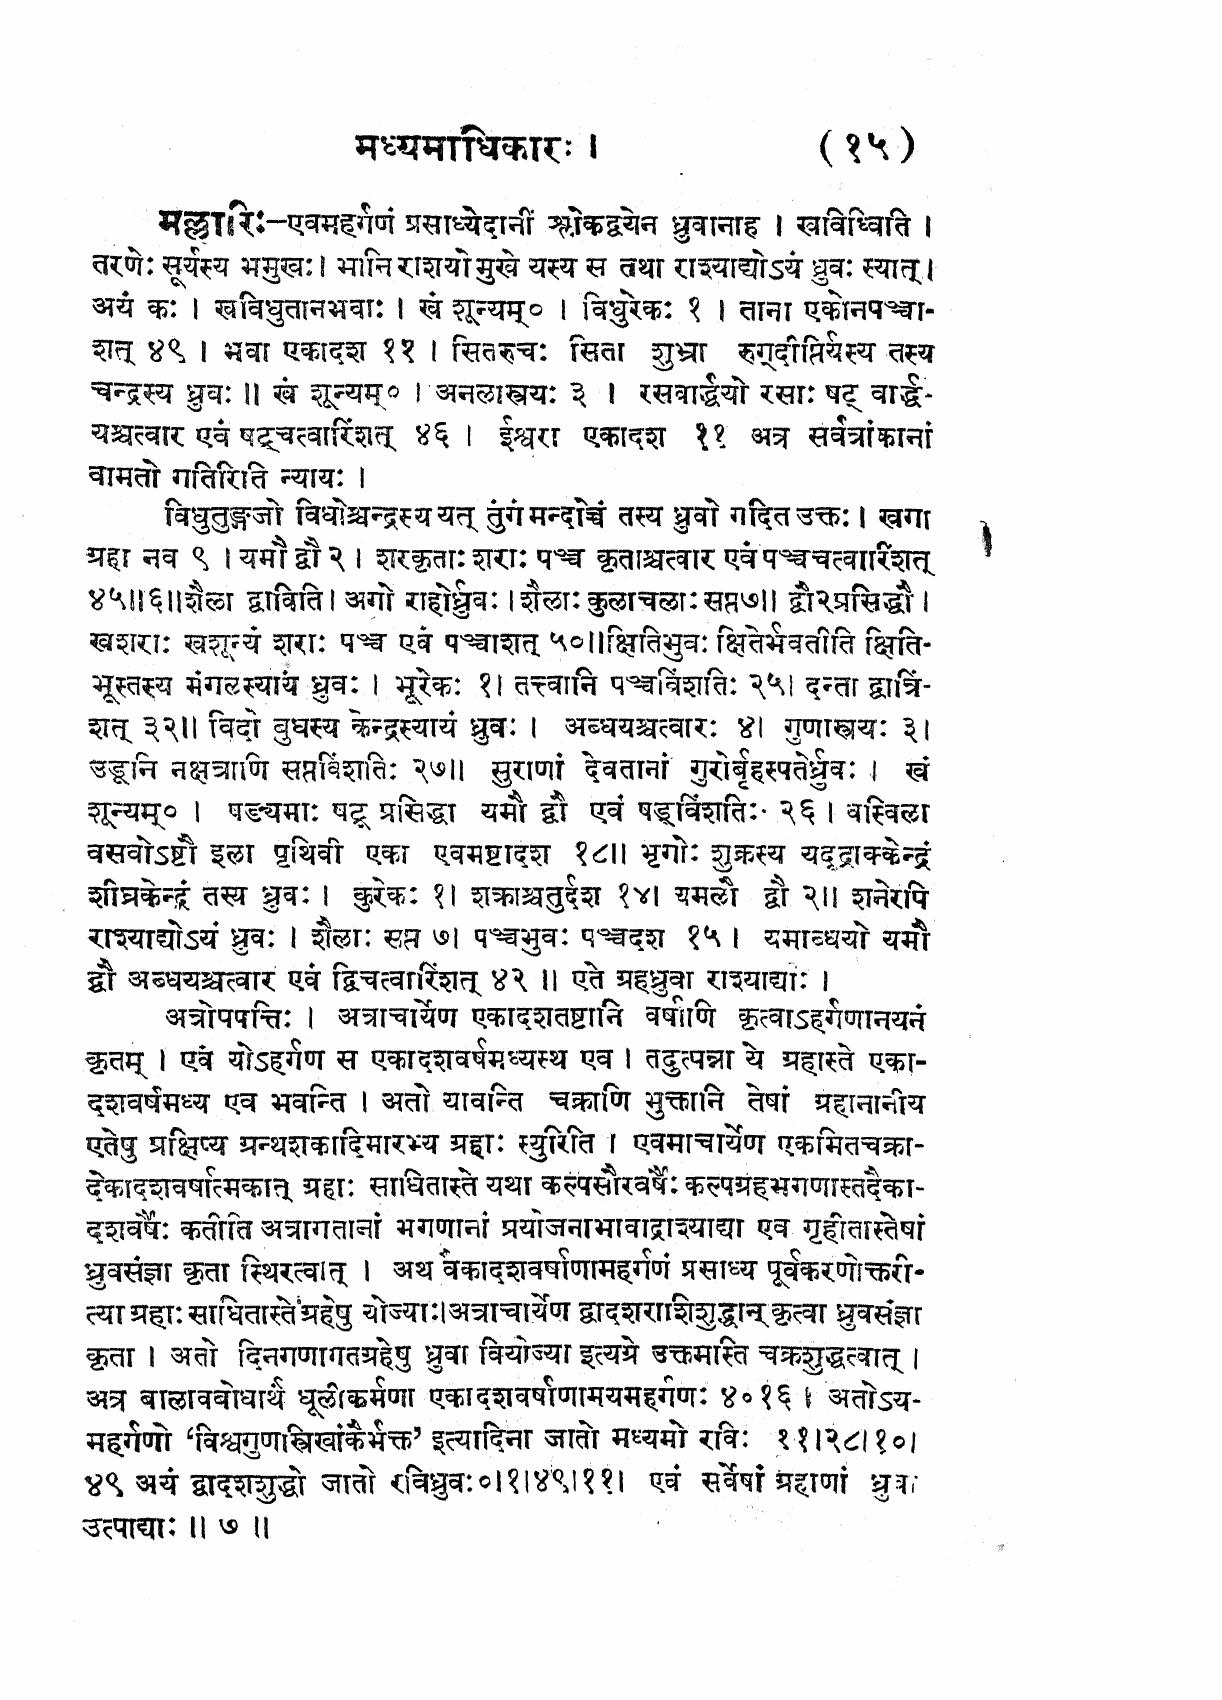 मध्यमाधिकारः । (१५)
मल्लारिः—एवमहर्गणं प्रसाध्येदानीं श्लोकद्वयेन ध्रुवानाह । खविध्विति ।
तरणेः सूर्यस्य भमुखः। भानि राशयो मुखे यस्य स तथा राश्याद्योऽयं ध्रुवः स्यात्।
अयं कः । खविधुतानभवाः । खं शून्यम्० । विधुरेकः १ । ताना एकोनपञ्चा-
शत् ४९ । भवा एकादश ११ । सितरुचः सिता शुभ्रा रुग्दीप्तिर्यस्य तस्य
चन्द्रस्य ध्रुवः ॥ खं शून्यम्० । अनलास्त्रयः ३ । रसवार्द्धयो रसाः षट् वार्द्ध-
यश्चत्वार एवं षट्चत्वारिंशत् ४६ । ईश्वरा एकादश ११ अत्र सर्वत्रांकानां
वामतो गतिरिति न्यायः ।
विधुतुङ्गजो विधोश्चन्द्रस्य यत् तुंगं मन्दोच्चं तस्य ध्रुवो गदित उक्तः। खगा
ग्रहा नव ९ । यमौ द्वौ २ । शरकृताः शराः पञ्च कृताश्चत्वार एवं पञ्चचत्वारिंशत्
४५॥६॥शैला द्वाविति। अगो राहोर्ध्रुवः। शैलाः कुलाचलाः सप्त७॥ द्वौ२प्रसिद्धौ।
खशराः खशून्यं शराः पञ्च एवं पञ्चाशत् ५०॥क्षितिभुवः क्षितेर्भवतीति क्षिति-
भूस्तस्य मंगलस्यायं ध्रुवः । भूरेकः १। तत्त्वानि पञ्चविंशतिः २५। दन्ता द्वात्रिं-
शत् ३२॥ विदो बुधस्य केन्द्रस्यायं ध्रुवः । अब्धयश्चत्वारः ४। गुणास्त्रयः ३।
उडूनि नक्षत्राणि सप्तविंशतिः २७॥ सुराणां देवतानां गुरोर्बृहस्पतेर्ध्रुवः । खं
शून्यम्० । षड्यमाः षट् प्रसिद्धा यमौ द्वौ एवं षड्विंशतिः २६ । वस्विला
वसवोऽष्टौ इला पृथिवी एका एवमष्टादश १८॥ भृगोः शुक्रस्य यद्द्राक्केन्द्रं
शीघ्रकेन्द्रं तस्य ध्रुवः । कुरेकः १। शक्राश्चतुर्दश १४। यमलौ द्वौ २॥ शनेरपि
राश्याद्योऽयं ध्रुवः । शैलाः सप्त ७। पञ्चभुवः पञ्चदश १५ । यमाब्धयो यमौ
द्वौ अब्धयश्चत्वार एवं द्विचत्वारिंशत् ४२ ॥ एते ग्रहध्रुवा राश्याद्याः ।
अत्रोपपत्तिः । अत्राचार्येण एकादशतष्टानि वर्षाणि कृत्वाऽहर्गणानयनं
कृतम् । एवं योऽहर्गण स एकादशवर्षमध्यस्थ एव । तदुत्पन्ना ये ग्रहास्ते एका-
दशवर्षमध्य एव भवन्ति । अतो यावन्ति चक्राणि भुक्तानि तेषां ग्रहानानीय
एतेषु प्रक्षिप्य ग्रन्थशकादिमारभ्य ग्रहाः स्युरिति । एवमाचार्येण एकमितचक्रा-
देकादशवर्षात्मकात् ग्रहाः साधितास्ते यथा कल्पसौरवर्षैः कल्पग्रहभगणास्तदैका-
दशवर्षैः कतीति अत्रागतानां भगणानां प्रयोजनाभावाद्राश्याद्या एव गृहीतास्तेषां
ध्रुवसंज्ञा कृता स्थिरत्वात् । अथ वैकादशवर्षाणामहर्गणं प्रसाध्य पूर्वकरणोक्तरी-
त्या ग्रहाः साधितास्ते ग्रहेषु योज्याः।अत्राचार्येण द्वादशराशिशुद्धान् कृत्वा ध्रुवसंज्ञा
कृता । अतो दिनगणागतग्रहेषु ध्रुवा वियोज्या इत्यग्रे उक्तमस्ति चक्रशुद्धत्वात् ।
अत्र बालावबोधार्थं धूलीकर्मणा एकादशवर्षाणामयमहर्गणः ४०१६ । अतोऽय-
महर्गणो ‘विश्वगुणास्त्रिखांकैर्भक्त’ इत्यादिना जातो मध्यमो रविः ११।२८।१०।
४९ अयं द्वादशशुद्धो जातो रविध्रुवः०।१।४९।११। एवं सर्वेषां ग्रहाणां ध्रुवा
उत्पाद्याः ॥ ७ ॥